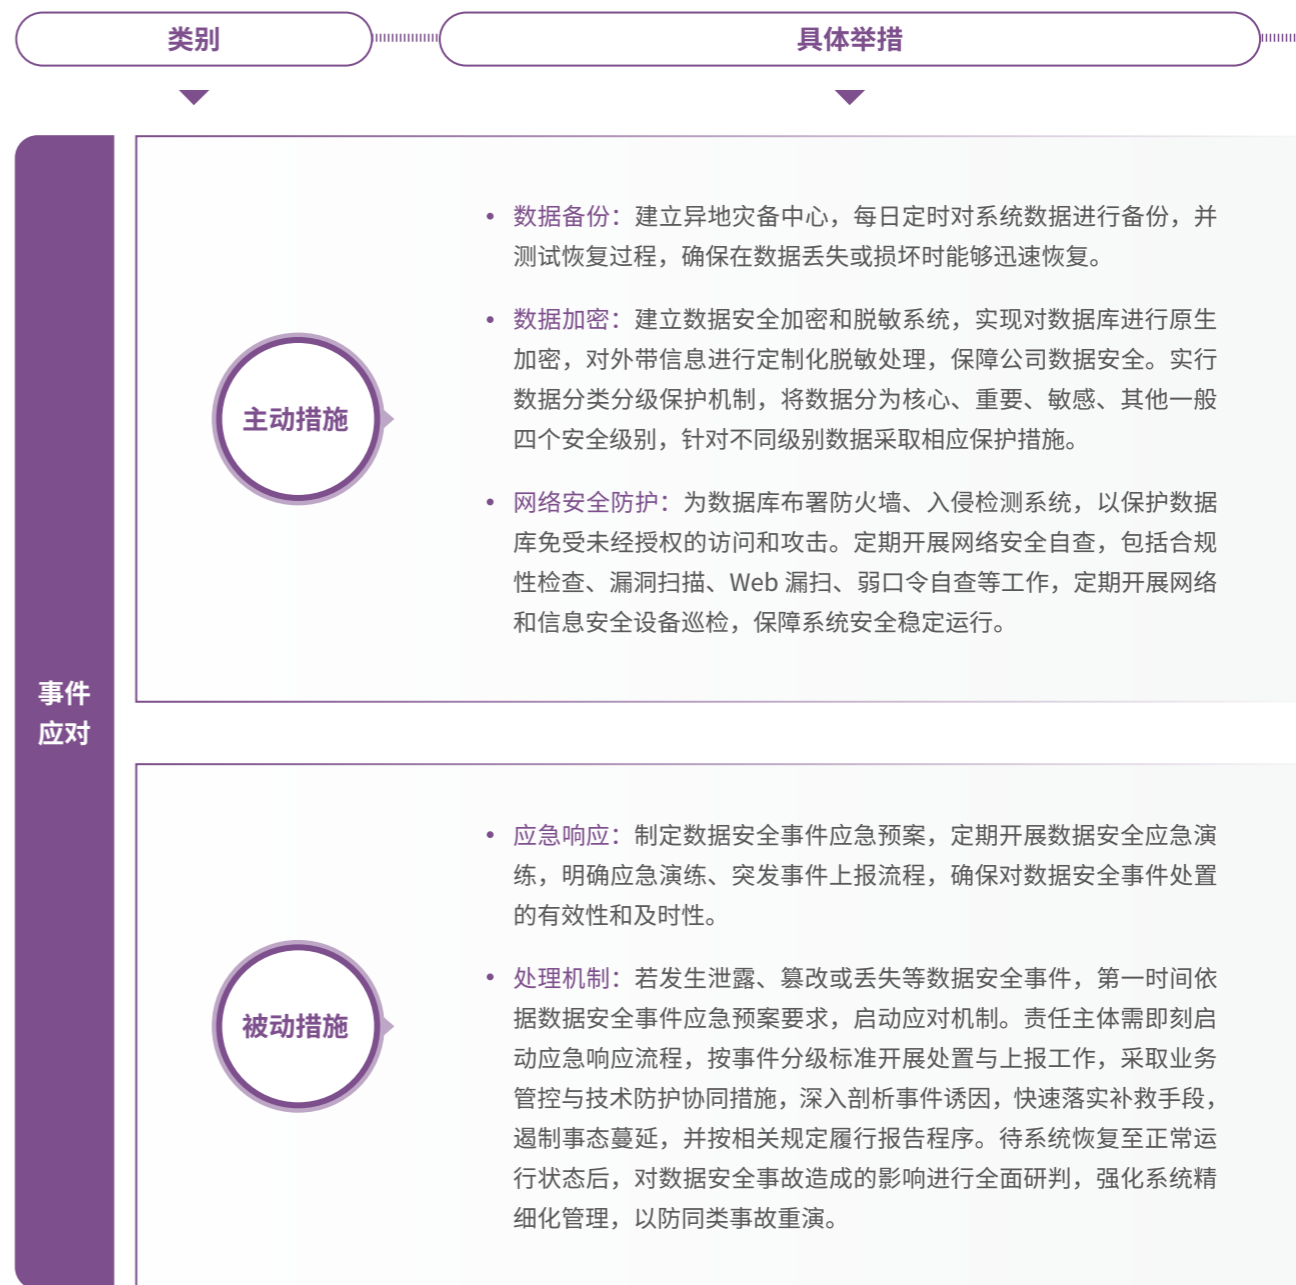 类别
具体举措
事件
应对
主动措施
• 数据备份：建立异地灾备中心，每日定时对系统数据进行备份，并
测试恢复过程，确保在数据丢失或损坏时能够迅速恢复。
• 数据加密：建立数据安全加密和脱敏系统，实现对数据库进行原生
加密，对外带信息进行定制化脱敏处理，保障公司数据安全。实行
数据分类分级保护机制，将数据分为核心、重要、敏感、其他一般
四个安全级别，针对不同级别数据采取相应保护措施。
• 网络安全防护：为数据库布署防火墙、入侵检测系统，以保护数据
库免受未经授权的访问和攻击。定期开展网络安全自查，包括合规
性检查、漏洞扫描、Web 漏扫、弱口令自查等工作，定期开展网络
和信息安全设备巡检，保障系统安全稳定运行。
被动措施
• 应急响应：制定数据安全事件应急预案，定期开展数据安全应急演
练，明确应急演练、突发事件上报流程，确保对数据安全事件处置
的有效性和及时性。
• 处理机制：若发生泄露、篡改或丢失等数据安全事件，第一时间依
据数据安全事件应急预案要求，启动应对机制。责任主体需即刻启
动应急响应流程，按事件分级标准开展处置与上报工作，采取业务
管控与技术防护协同措施，深入剖析事件诱因，快速落实补救手段，
遏制事态蔓延，并按相关规定履行报告程序。待系统恢复至正常运
行状态后，对数据安全事故造成的影响进行全面研判，强化系统精
细化管理，以防同类事故重演。